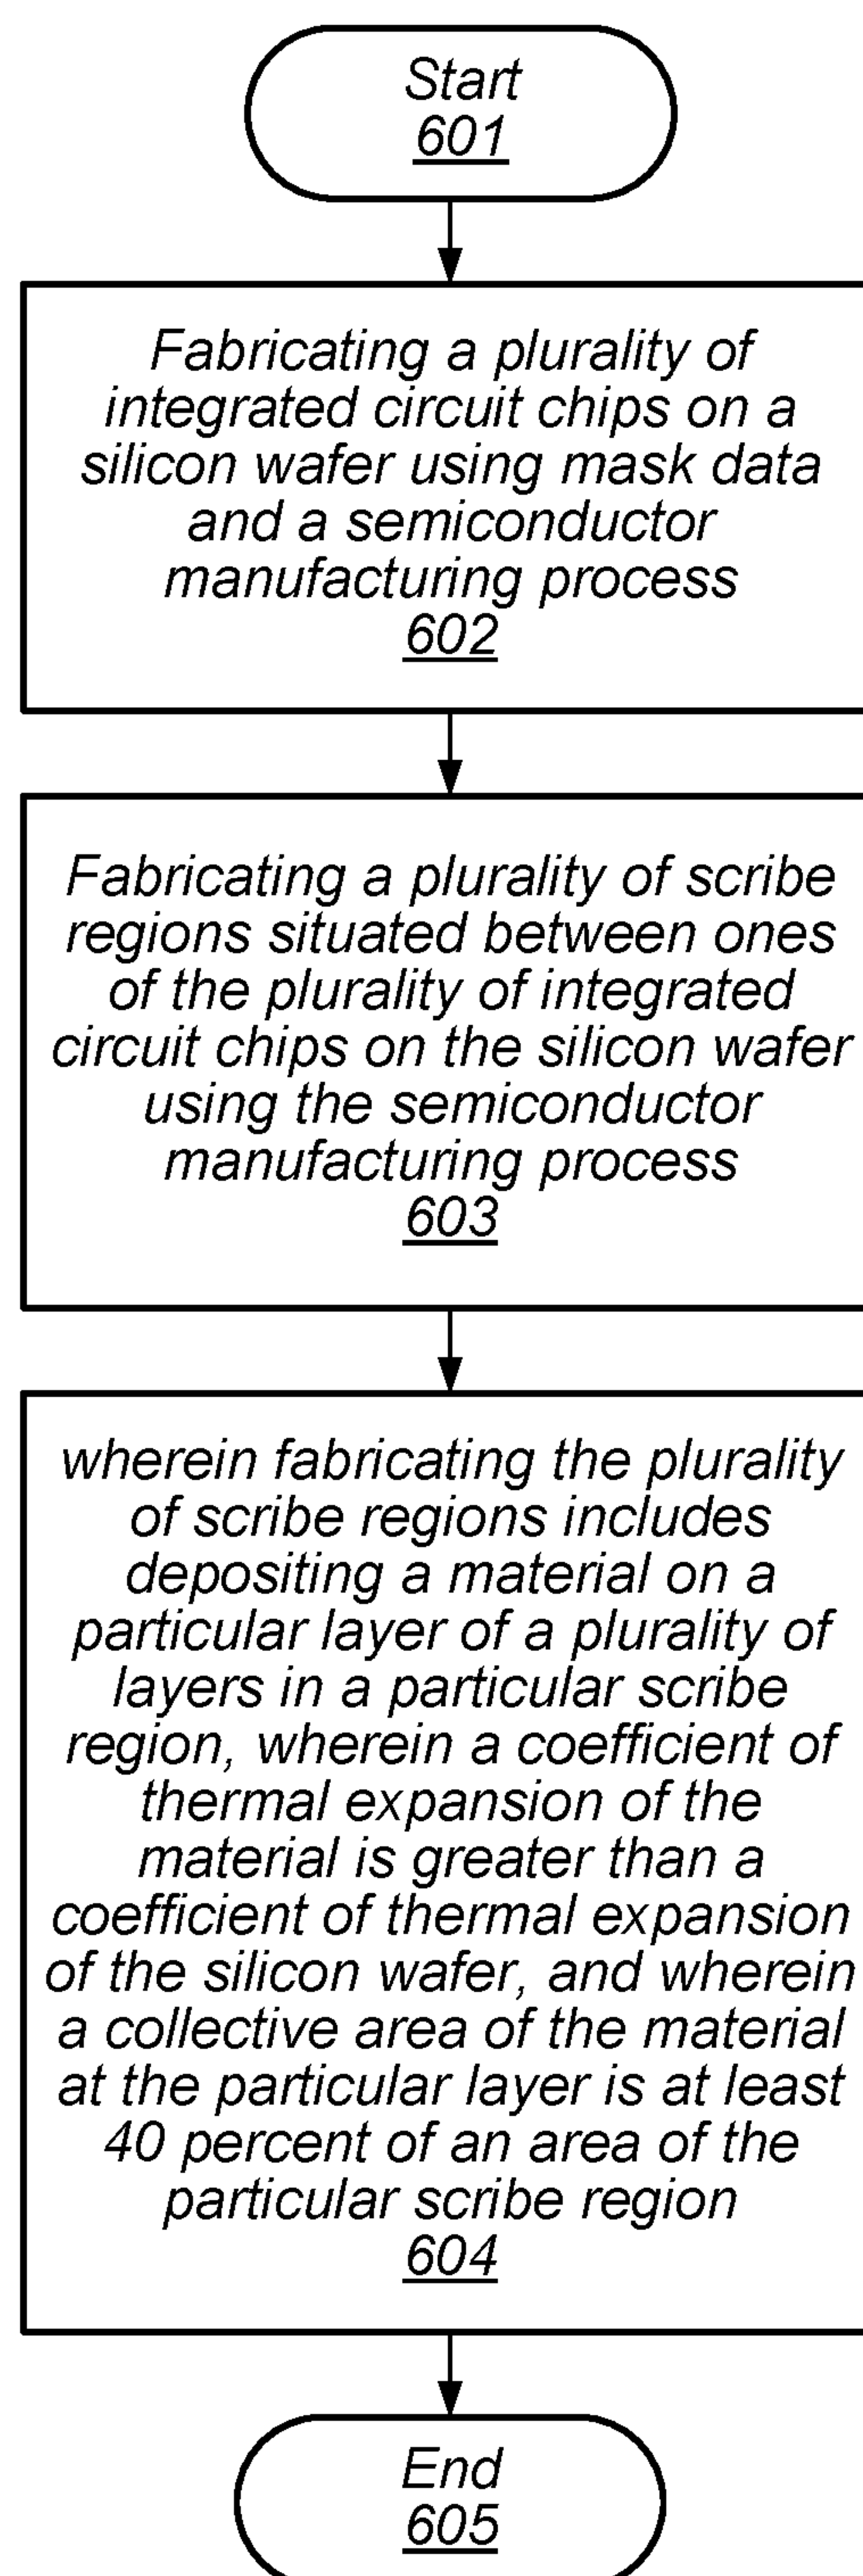 Start
601
Fabricating a plurality of
integrated circuit chips on a
silicon wafer using mask data
and a semiconductor
manufacturing process
602
Fabricating a plurality of scribe
regions situated between ones
of the plurality of integrated
circuit chips on the silicon wafer
using the semiconductor
manufacturing process
603
wherein fabricating the plurality
of scribe regions includes
depositing a material on a
particular layer of a plurality of
layers in a particular scribe
region, wherein a coefficient of
thermal expansion of the
material is greater than a
coefficient of thermal expansion
of the silicon wafer, and wherein
a collective area of the material
at the particular layer is at least
40 percent of an area of the
particular scribe region
604
End
605